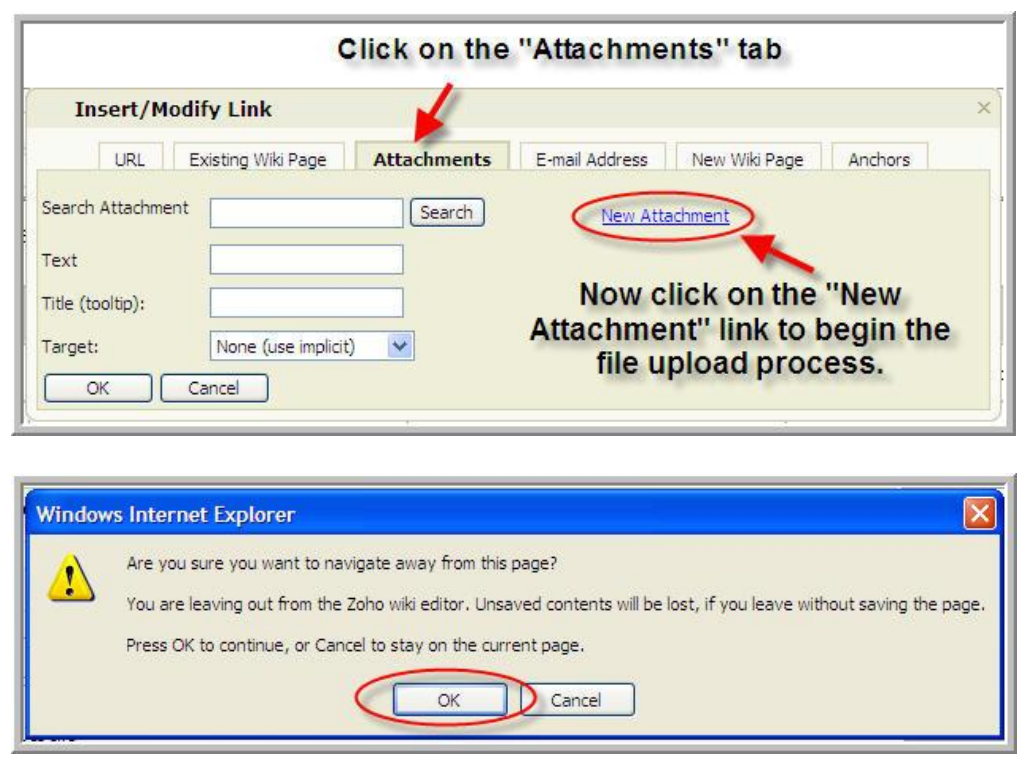 Click on the "Attachments" tab
Insert/Modify Link
URL Existing Wiki Page Attachments E-mail Address New Wiki Page Anchors
Search Attachment Search New Attachment
Text
Title (tooltip):
Now click on the "New
Attachment" link to begin the
file upload process.
Target: None (use implicit)
OK Cancel
Windows Internet Explorer
Are you sure you want to navigate away from this page?
You are leaving out from the Zoho wiki editor. Unsaved contents will be lost, if you leave without saving the page.
Press OK to continue, or Cancel to stay on the current page.
OK Cancel